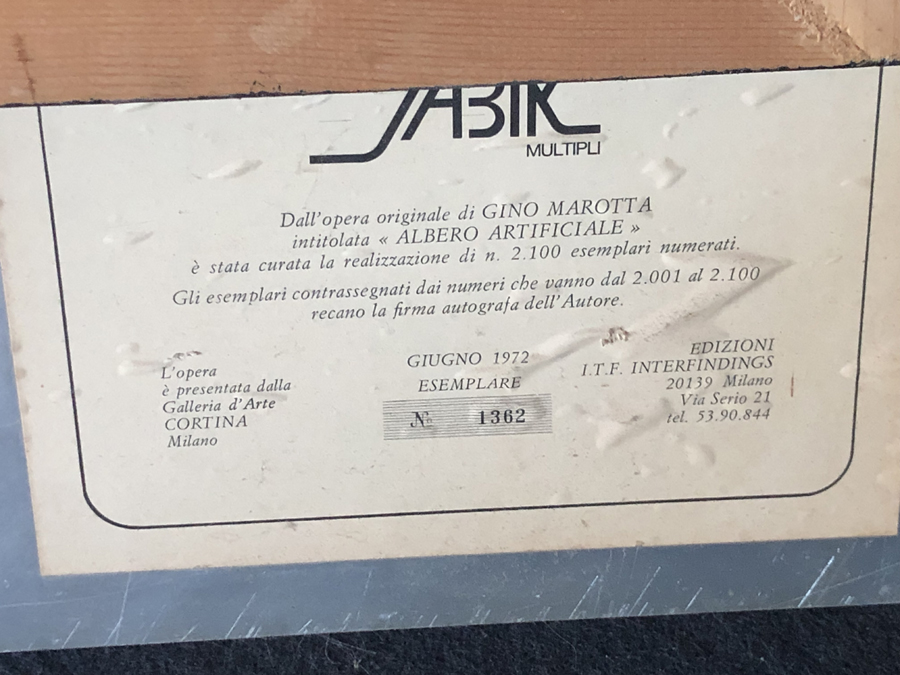 JABIK
MULTIPLI
Dall'opera originale di GINO MAROTTA
intitolata « ALBERO ARTIFICIALE »
è stata curata la realizzazione di n. 2.100 esemplari numerati.
Gli esemplari contrassegnati dai numeri che vanno dal 2.001 al 2.100
recano la firma autografa dell'Autore.
L'opera
è presentata dalla
Galleria d'Arte
CORTINA
Milano
GIUGNO 1972
ESEMPLARE
No 1362
EDIZIONI
I.T.F. INTERFINDINGS
20139 Milano
Via Serio 21
tel. 53.90.844